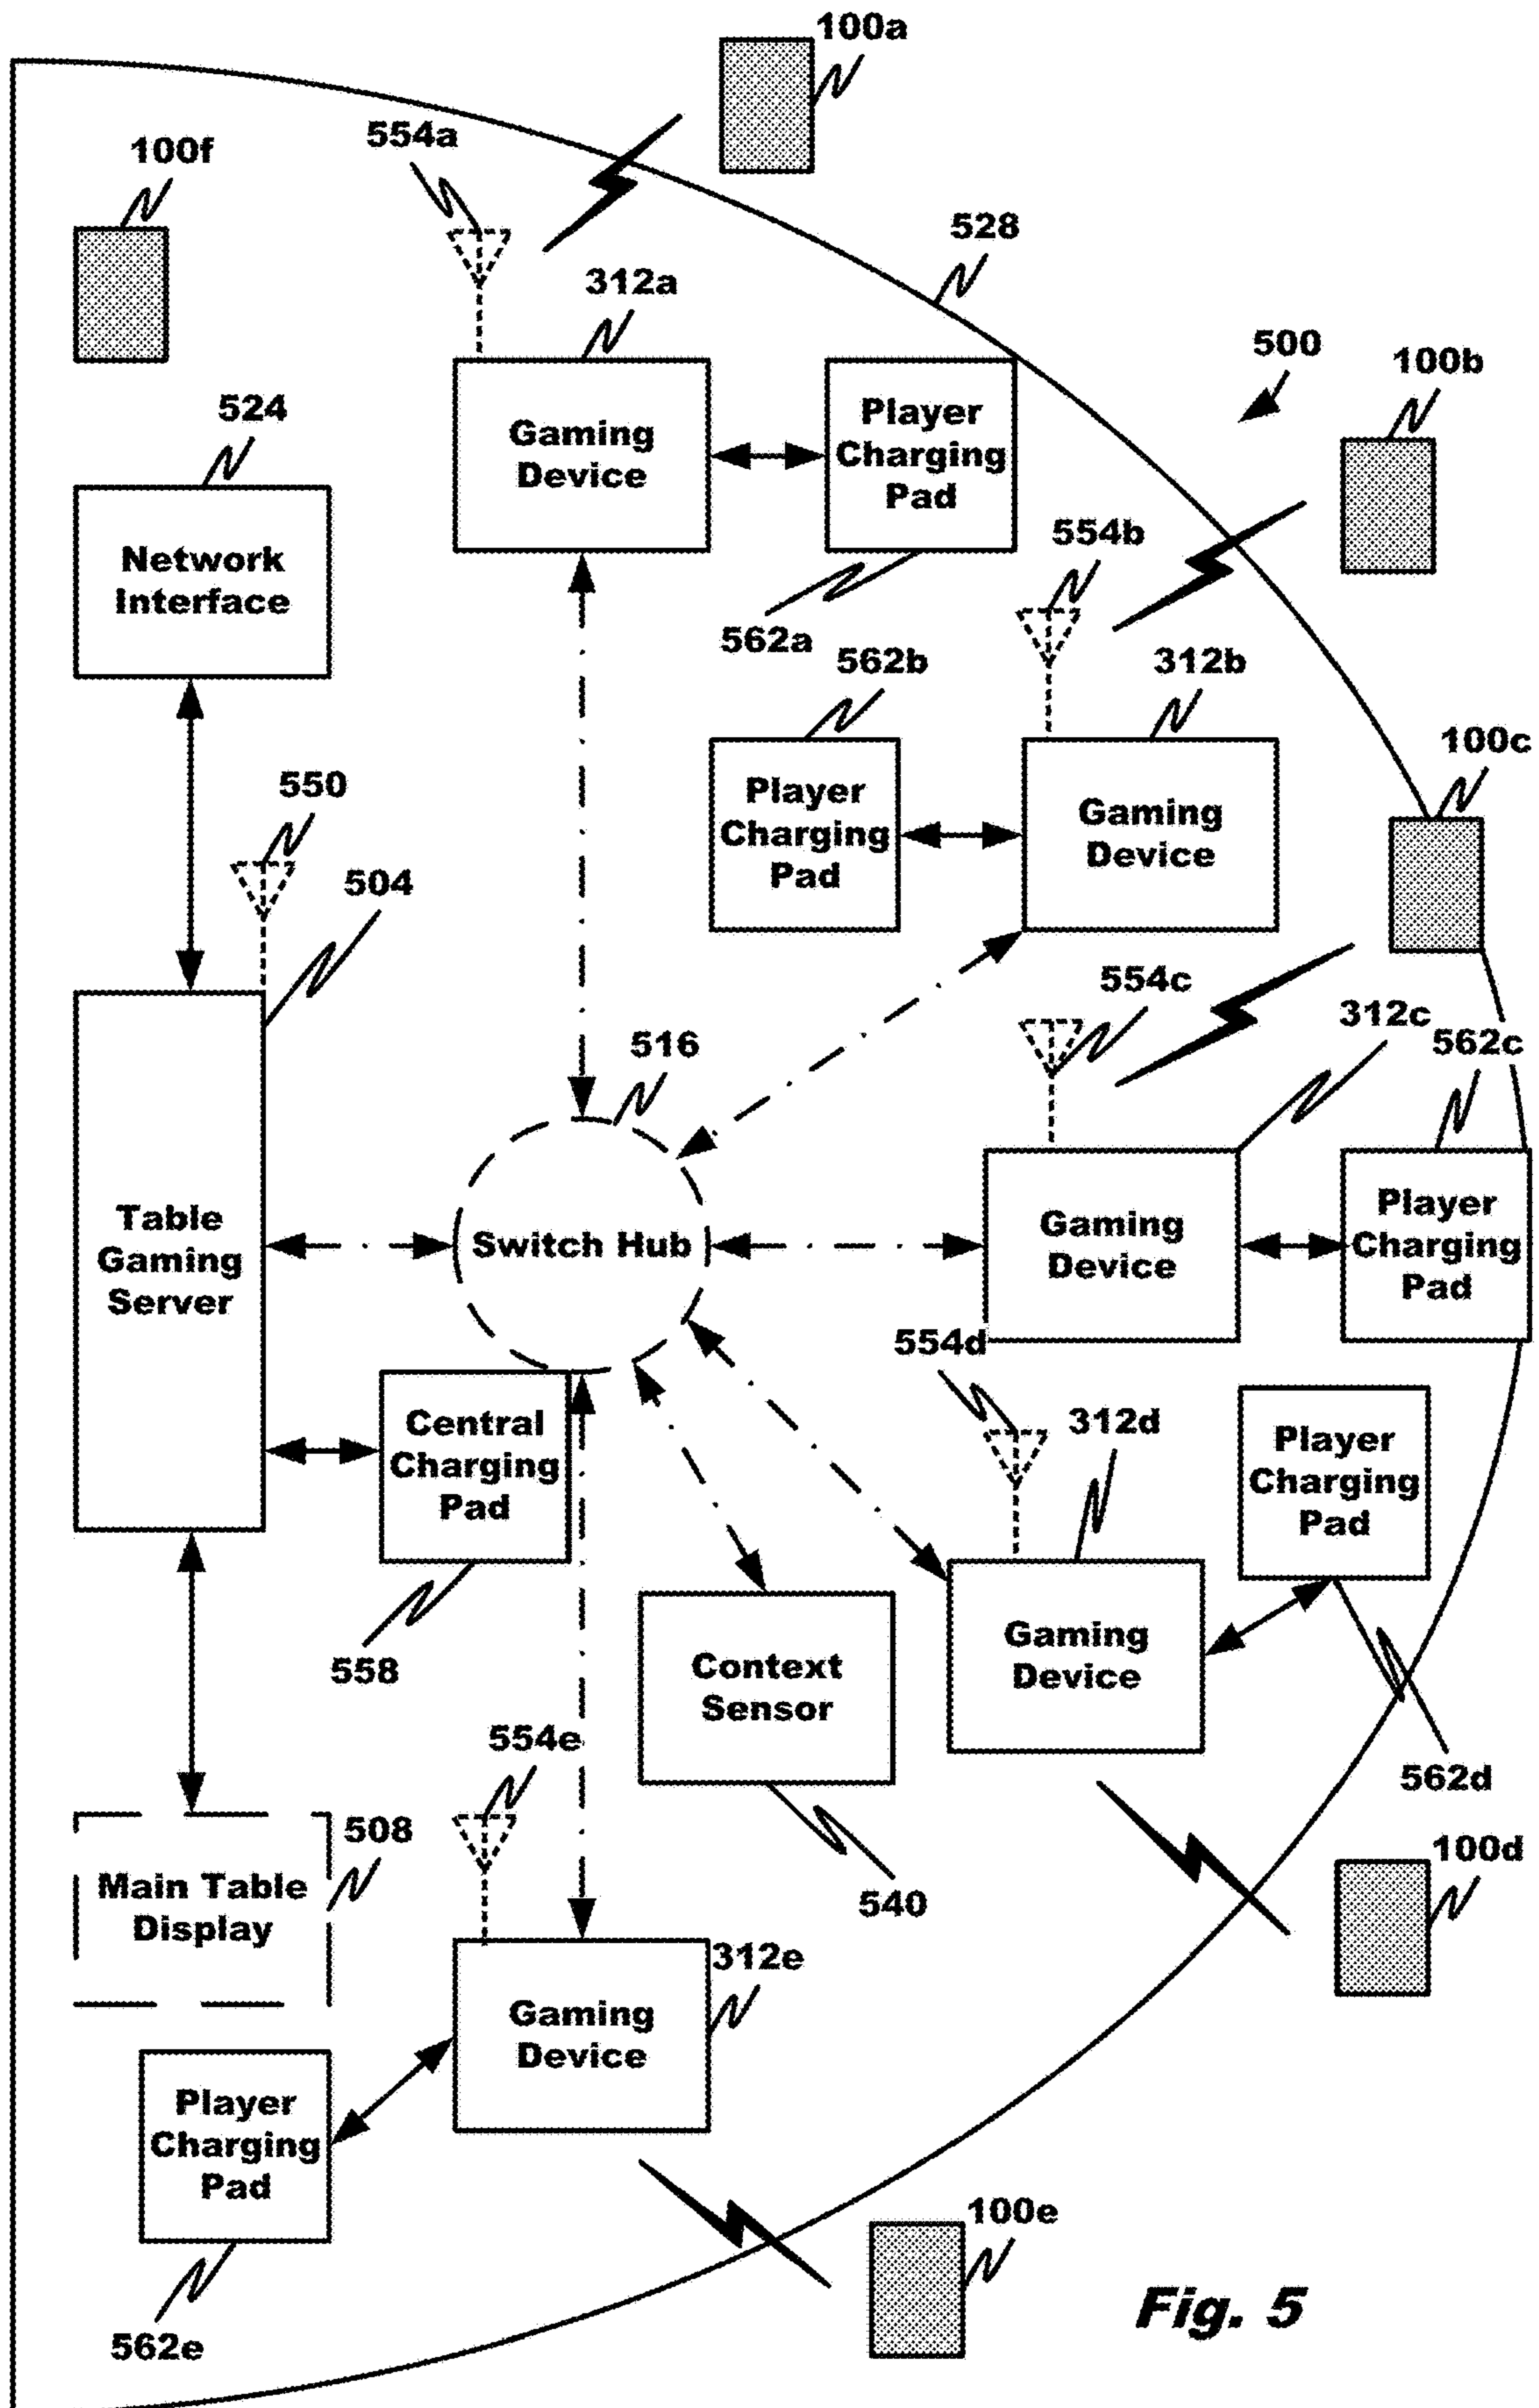 100a
554a
100f
528
312a
500
100b
524
Gaming
Device
Player
Charging
Pad
Network
Interface
554b
562a
562b
312b
100c
550
Player
Charging
Pad
Gaming
Device
504
554c
312c
562c
516
Table
Gaming
Server
Switch Hub
Gaming
Device
Player
Charging
Pad
554d
312d
Central
Charging
Pad
Player
Charging
Pad
558
Context
Sensor
Gaming
Device
554e
562d
508
Main Table
Display
540
100d
312e
Gaming
Device
Player
Charging
Pad
100e
562e
Fig. 5